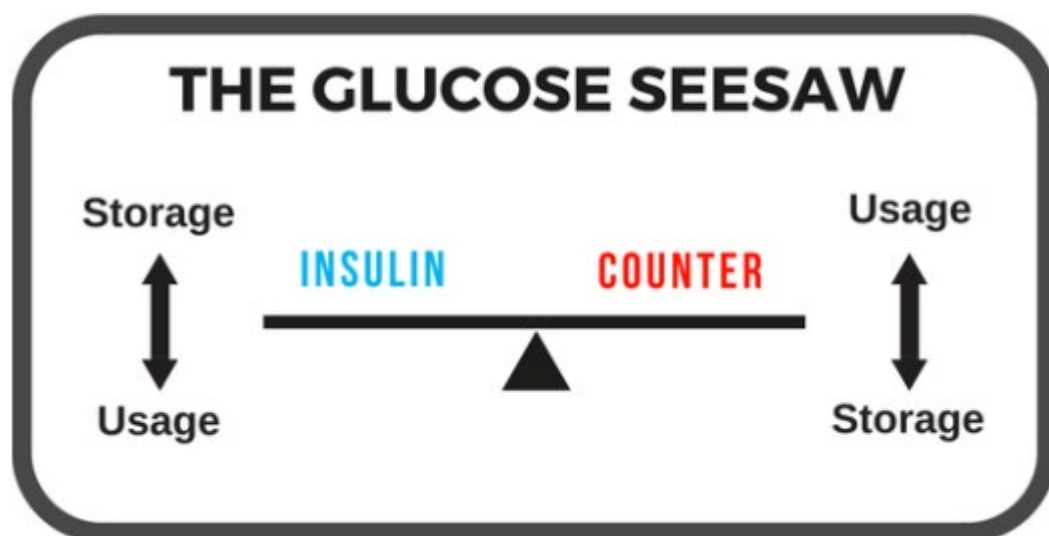 THE GLUCOSE SEESAW
Storage
Usage
INSULIN
COUNTER
Usage
Storage